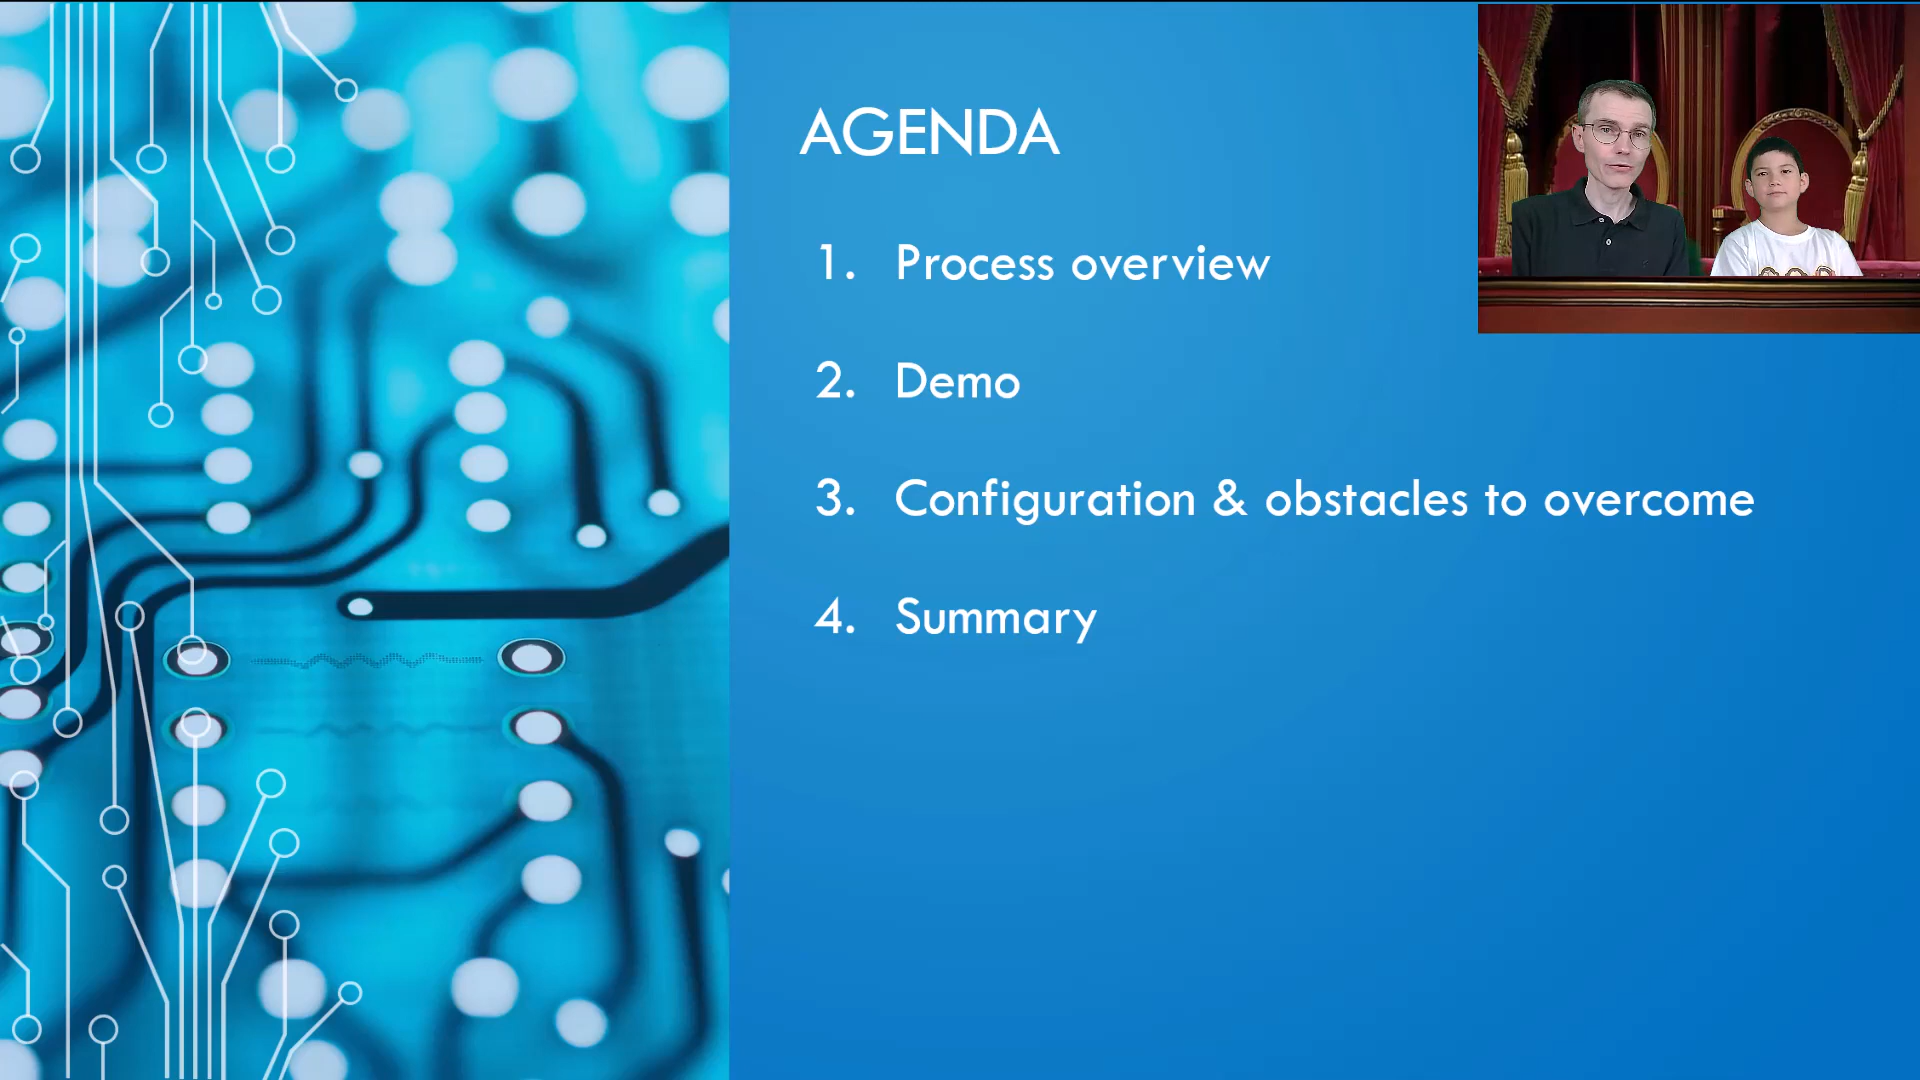 AGENDA
1. Process overview
2. Demo
3. Configuration & obstacles to overcome
4. Summary